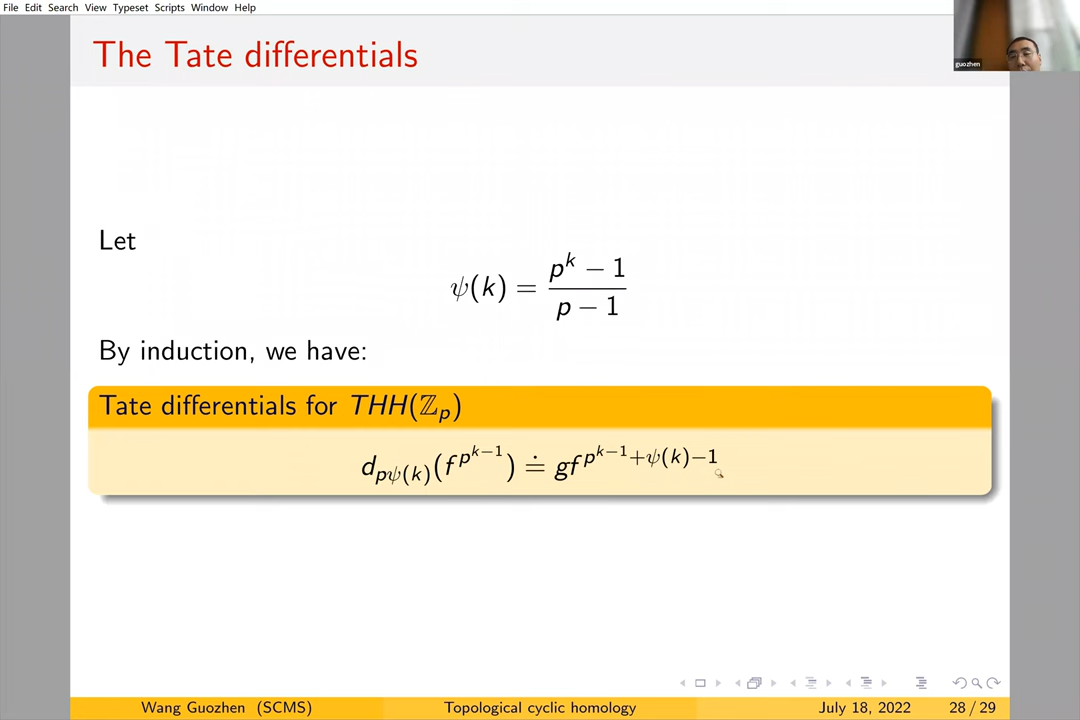 File Edit Search View Typeset Scripts Window Help
The Tate differentials
guozhen
Let
ψ(k) = \frac{p^k − 1}{p − 1}
By induction, we have:
Tate differentials for THH(ℤ_p)
d_{pψ(k)}(f^{p^{k−1}}) ≐ gf^{p^{k−1}+ψ(k)−1}
Wang Guozhen (SCMS) Topological cyclic homology July 18, 2022 28 / 29